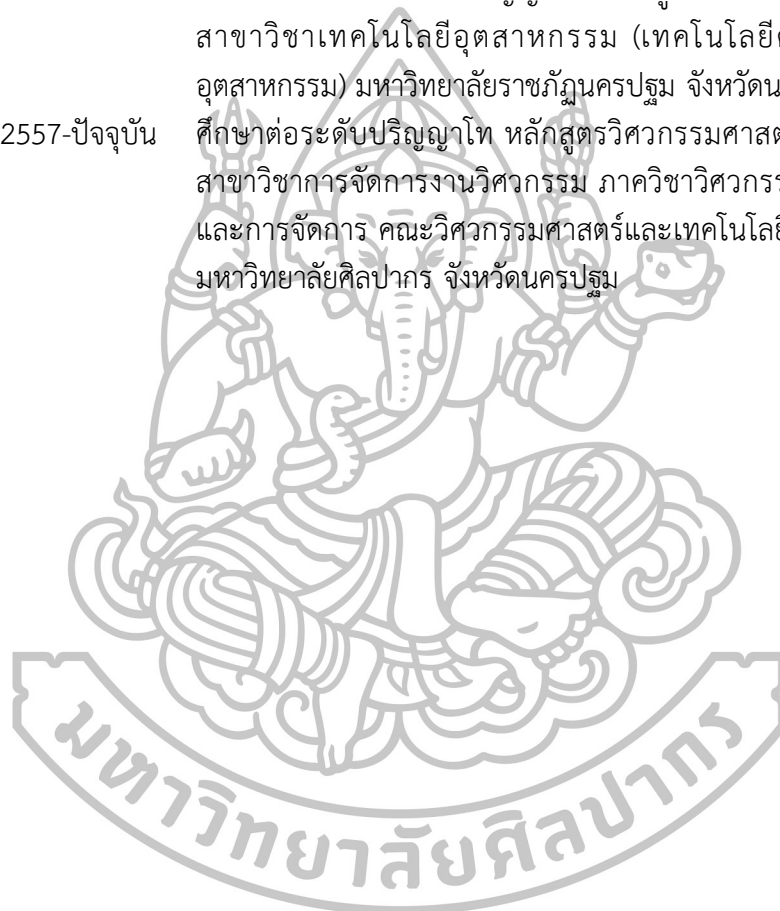 สาขาวิชาเทคโนโลยีอุตสาหกรรม (เทคโนโลยี
อุตสาหกรรม) มหาวิทยาลัยราชภัฏนครปฐม จังหวัดน
2557-ปัจจุบัน ศึกษาต่อระดับปริญญาโท หลักสูตรวิศวกรรมศาสต
สาขาวิชาการจัดการงานวิศวกรรม ภาควิชาวิศวกรร
และการจัดการ คณะวิศวกรรมศาสตร์และเทคโนโลยี
มหาวิทยาลัยศิลปากร จังหวัดนครปฐม
มหาวิทยาลัยศิลปากร